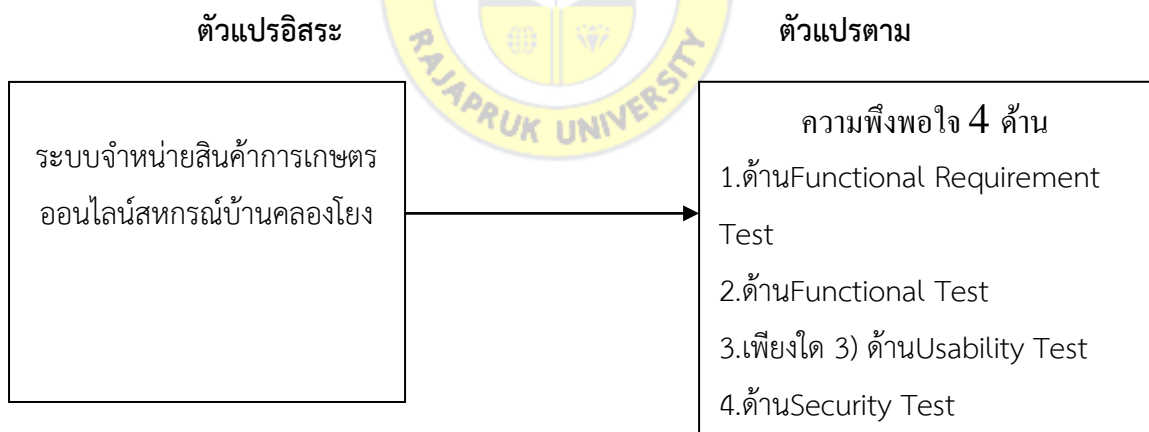 ตัวแปรอิสระ
ตัวแปรตาม
RAJAPRUK UNIVERSITY
ระบบจำหน่ายสินค้าการเกษตร
ออนไลน์สหกรณ์บ้านคลองโยง
ความพึงพอใจ 4 ด้าน
1.ด้านFunctional Requirement
Test
2.ด้านFunctional Test
3.เพียงใด 3) ด้านUsability Test
4.ด้านSecurity Test